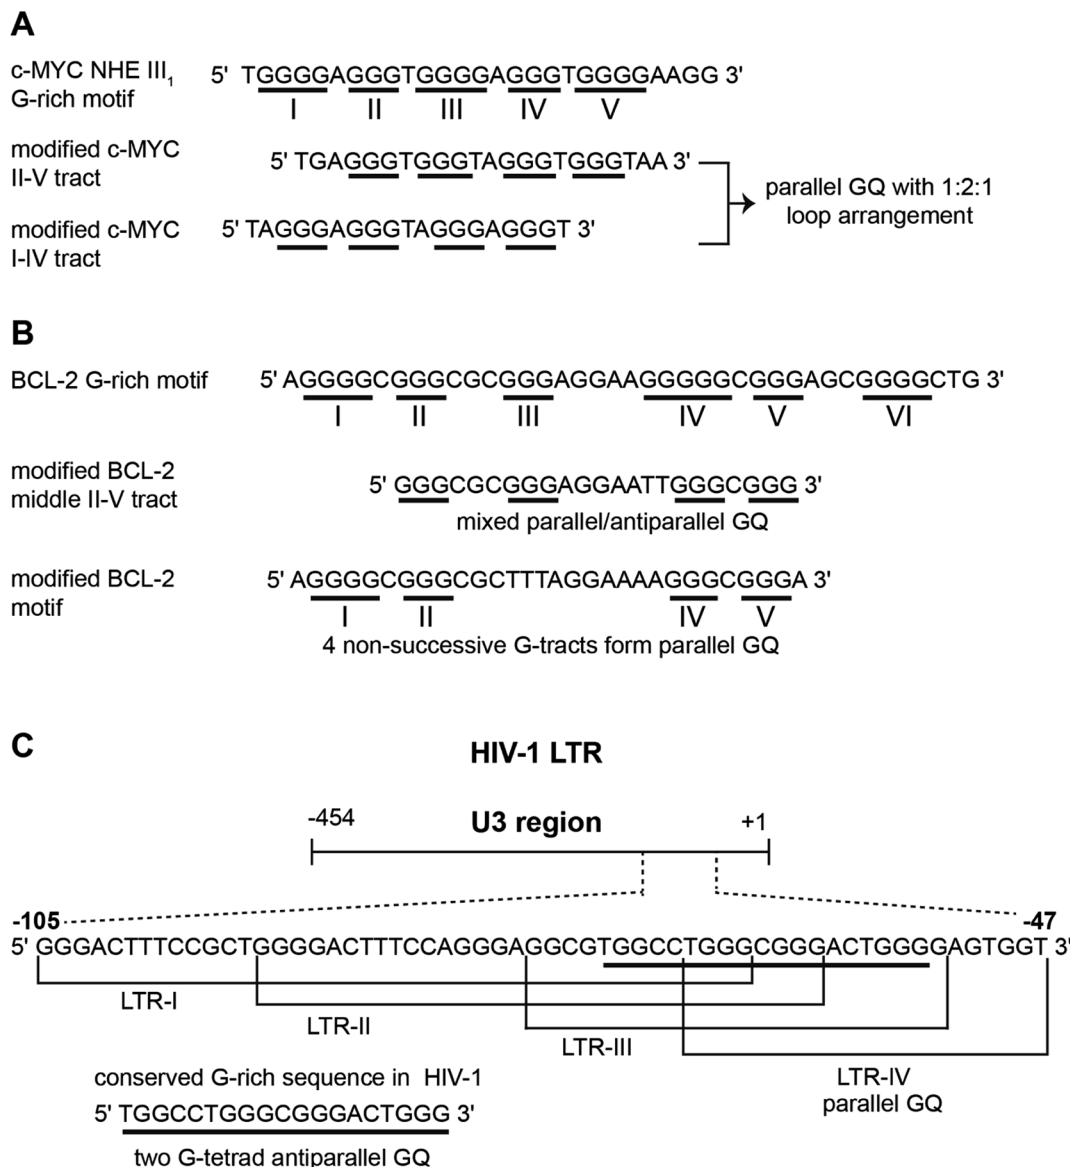 A
c-MYC NHE III1 5' TGGGGAGGGTGGGGAGGGTGGGGAAGG 3'
G-rich motif
I II III IV V
modified c-MYC
II-V tract
5' TGAGGGTGGGTAGGGTGGGTAA 3'
modified c-MYC
I-IV tract
5' TAGGGAGGGTAGGGAGGGT 3'
parallel GQ with 1:2:1
loop arrangement
B
BCL-2 G-rich motif 5' AGGGGCGGGCGCGGGAGGAAGGGGGCGGGAGCGGGGCTG 3'
I II III IV V VI
modified BCL-2
middle II-V tract
5' GGGCGCGGGAGGAATTGGGCGGG 3'
mixed parallel/antiparallel GQ
modified BCL-2
motif
5' AGGGGCGGGCGCTTTAGGAAAAGGGCGGGA 3'
I II IV V
4 non-successive G-tracts form parallel GQ
C
HIV-1 LTR
-454 U3 region +1
-105 -47
5' GGGACTTTCCGCTGGGGACTTTCCAGGGAGGCGTGGCCTGGGCGGGACTGGGGAGTGGT 3'
LTR-I
LTR-II
LTR-III
LTR-IV
parallel GQ
conserved G-rich sequence in HIV-1
5' TGGCCTGGGCGGGACTGGG 3'
two G-tetrad antiparallel GQ